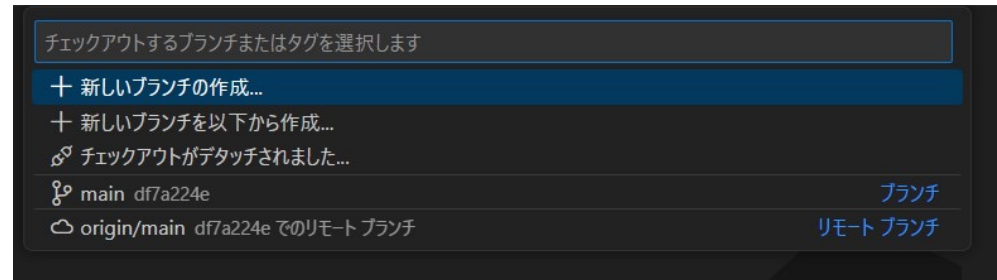 チェックアウトするブランチまたはタグを選択します
新しいブランチの作成...
新しいブランチを以下から作成...
チェックアウトがデタッチされました...
main df7a224e ブランチ
origin/main df7a224e でのリモート ブランチ リモート ブランチ